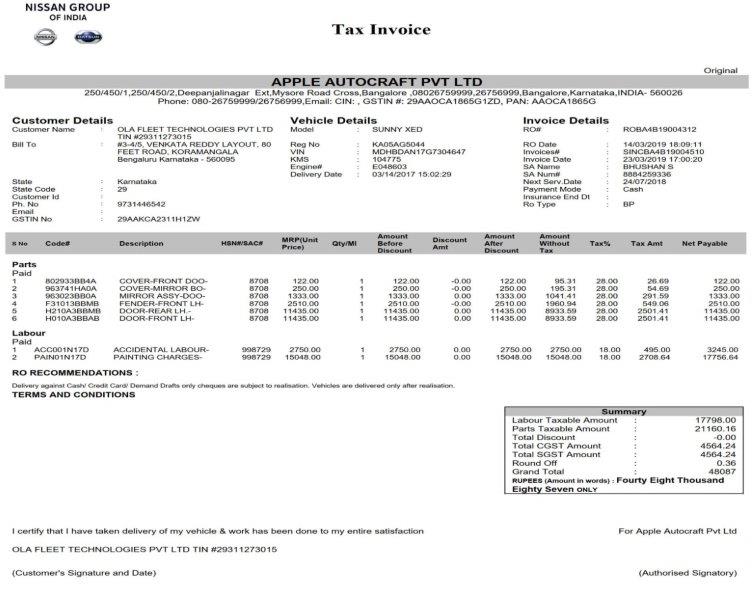 NISSAN GROUP
OF INDIA
NISSAN DATSUN
Tax Invoice
Original
APPLE AUTOCRAFT PVT LTD
250/450/1,250/450/2,Deepanjalinagar Ext,Mysore Road Cross,Bangalore ,08026759999,26756999,Bangalore,Karnataka,INDIA- 560026
Phone: 080-26759999/26756999,Email: CIN: , GSTIN #: 29AAOCA1865G1ZD, PAN: AAOCA1865G
Customer Details Vehicle Details Invoice Details
Customer Name : OLA FLEET TECHNOLOGIES PVT LTD Model : SUNNY XED RO# : ROBA4B19004312
TIN #29311273015
Bill To : #3-4/5, VENKATA REDDY LAYOUT, 80 Reg No : KA05AG5044 RO Date : 14/03/2019 18:09:11
FEET ROAD, KORAMANGALA VIN : MDHBDAN17G7304647 Invoices# : SINCBA4B19004510
Bengaluru Karnataka - 560095 KMS : 104775 Invoice Date : 23/03/2019 17:00:20
Engine# : E048603 SA Name : BHUSHAN S
Delivery Date : 03/14/2017 15:02:29 SA Num# : 8884259336
State : Karnataka Next Serv.Date : 24/07/2018
State Code : 29 Payment Mode : Cash
Customer Id : Insurance End Dt :
Ph. No : 9731446542 Ro Type : BP
Email :
GSTIN No : 29AAKCA2311H1ZW
S No Code# Description HSN#/SAC# MRP(Unit Price) Qty/Ml Amount Before Discount Discount Amt Amount After Discount Amount Without Tax Tax% Tax Amt Net Payable
Parts
Paid
1 802933BB4A COVER-FRONT DOO- 8708 122.00 1 122.00 -0.00 122.00 95.31 28.00 26.69 122.00
2 963741HA0A COVER-MIRROR BO- 8708 250.00 1 250.00 -0.00 250.00 195.31 28.00 54.69 250.00
3 963023BB0A MIRROR ASSY-DOO- 8708 1333.00 1 1333.00 0.00 1333.00 1041.41 28.00 291.59 1333.00
4 F31013BBMB FENDER-FRONT LH- 8708 2510.00 1 2510.00 -0.00 2510.00 1960.94 28.00 549.06 2510.00
5 H210A3BBMB DOOR-REAR LH.- 8708 11435.00 1 11435.00 0.00 11435.00 8933.59 28.00 2501.41 11435.00
6 H010A3BBAB DOOR-FRONT LH- 8708 11435.00 1 11435.00 0.00 11435.00 8933.59 28.00 2501.41 11435.00
Labour
Paid
1 ACC001N17D ACCIDENTAL LABOUR- 998729 2750.00 1 2750.00 0.00 2750.00 2750.00 18.00 495.00 3245.00
2 PAIN01N17D PAINTING CHARGES- 998729 15048.00 1 15048.00 0.00 15048.00 15048.00 18.00 2708.64 17756.64
RO RECOMMENDATIONS :
Delivery against Cash/ Credit Card/ Demand Drafts only cheques are subject to realisation. Vehicles are delivered only after realisation.
TERMS AND CONDITIONS
Summary
Labour Taxable Amount : 17798.00
Parts Taxable Amount : 21160.16
Total Discount : -0.00
Total CGST Amount : 4564.24
Total SGST Amount : 4564.24
Round Off : 0.36
Grand Total : 48087
RUPEES (Amount in words) : Fourty Eight Thousand
Eighty Seven ONLY
I certify that I have taken delivery of my vehicle & work has been done to my entire satisfaction For Apple Autocraft Pvt Ltd
OLA FLEET TECHNOLOGIES PVT LTD TIN #29311273015
(Customer's Signature and Date) (Authorised Signatory)